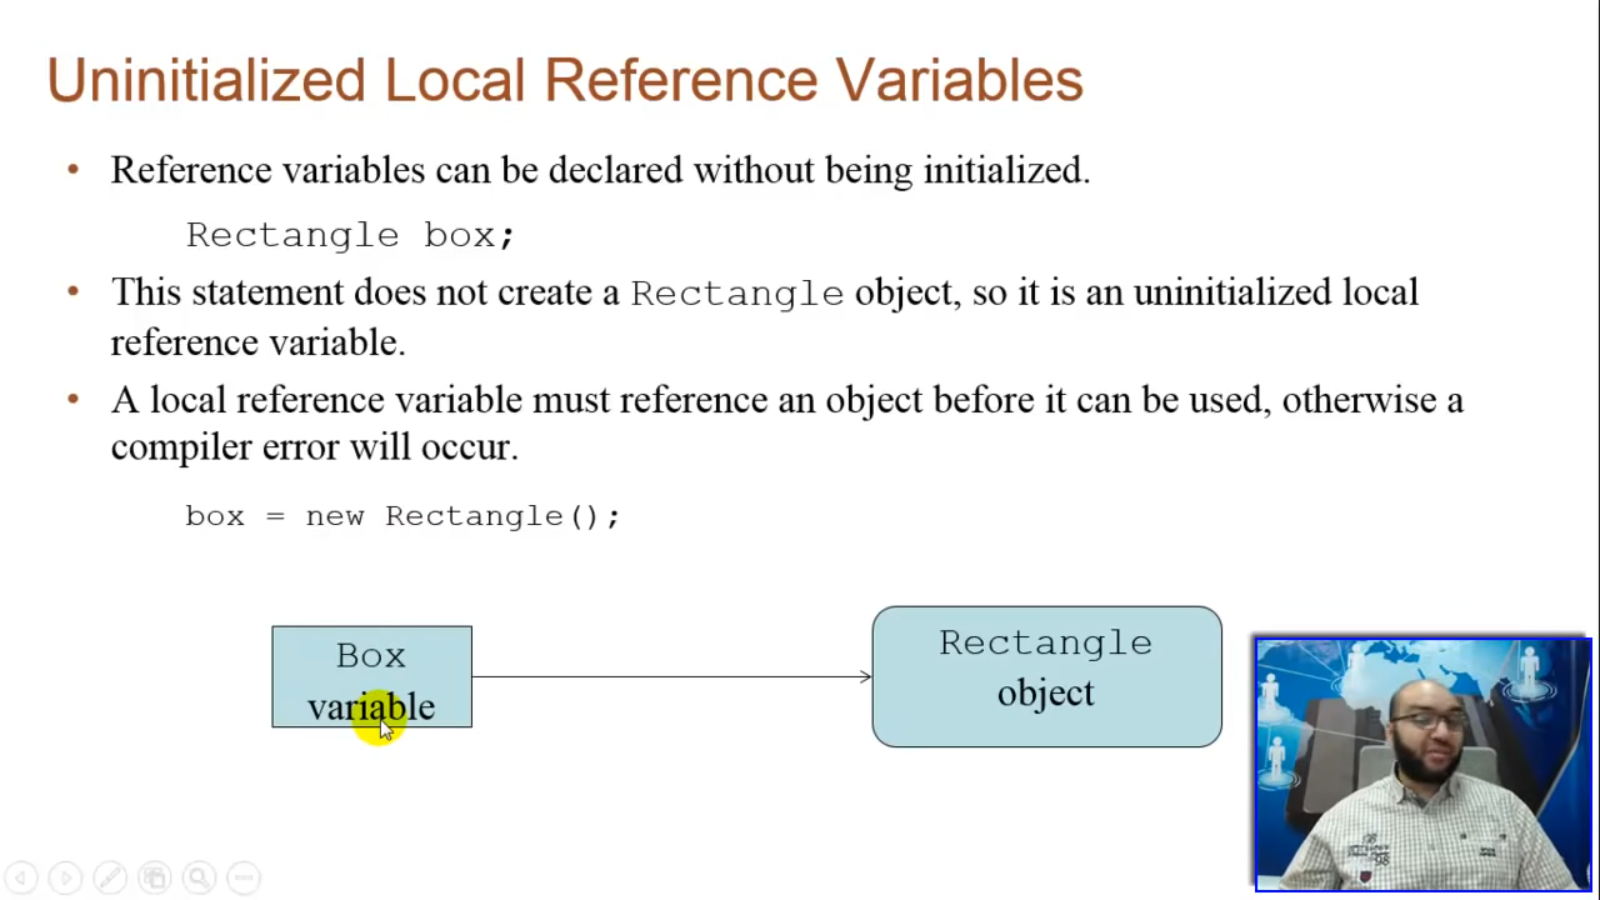 Uninitialized Local Reference Variables
• Reference variables can be declared without being initialized.
Rectangle box;
• This statement does not create a Rectangle object, so it is an uninitialized local
reference variable.
• A local reference variable must reference an object before it can be used, otherwise a
compiler error will occur.
box = new Rectangle();
Box
variable
Rectangle
object
98